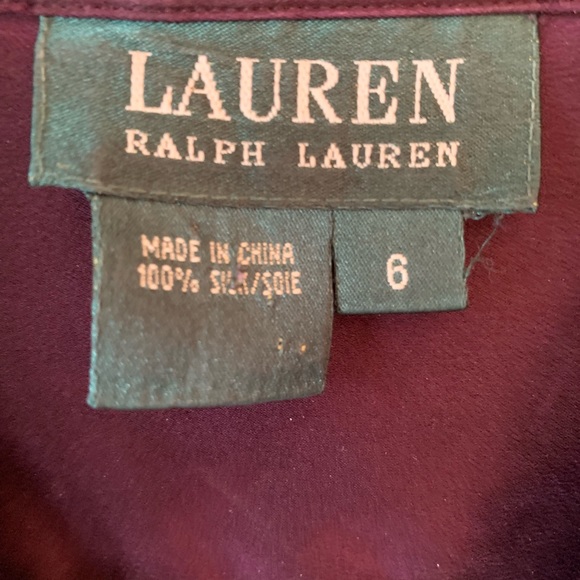 LAUREN
RALPH LAUREN
MADE IN CHINA
100% SILK/SOIE
6